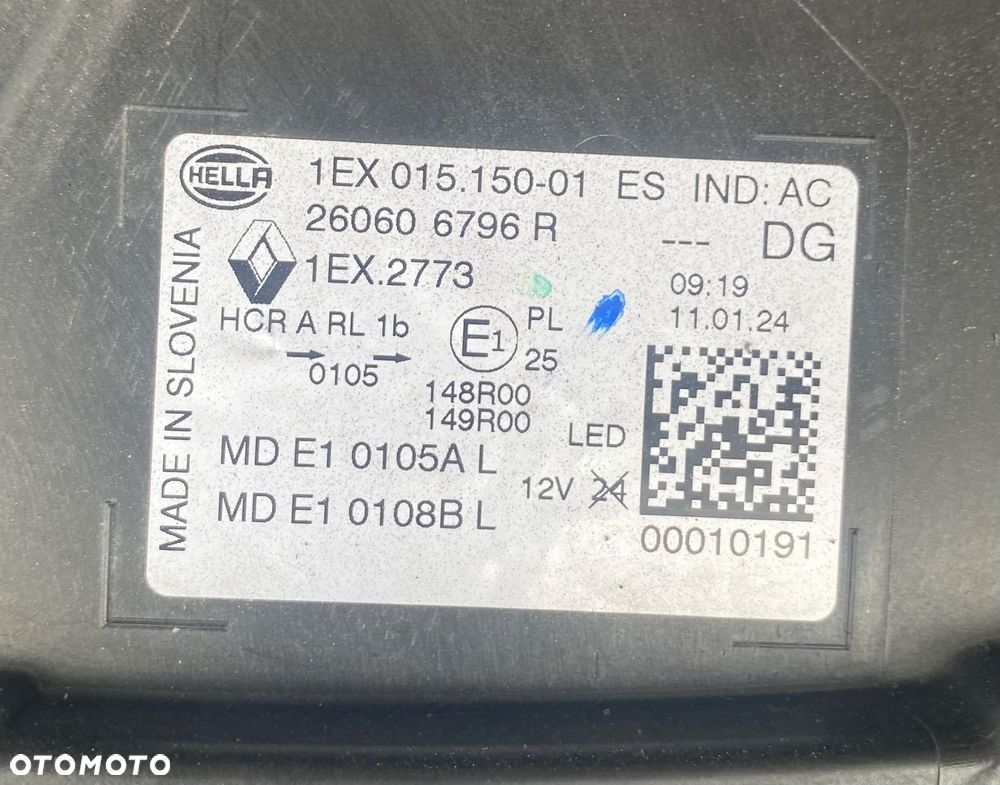 HELLA
1EX 015.150-01 ES IND: AC
26060 6796 R
--- DG
1EX.2773
09:19
11.01.24
HCR A RL 1b
0105
E1
PL
25
148R00
149R00
LED
MD E1 0105A L
12V 24
MD E1 0108B L
00010191
MADE IN SLOVENIA
OTOMOTO